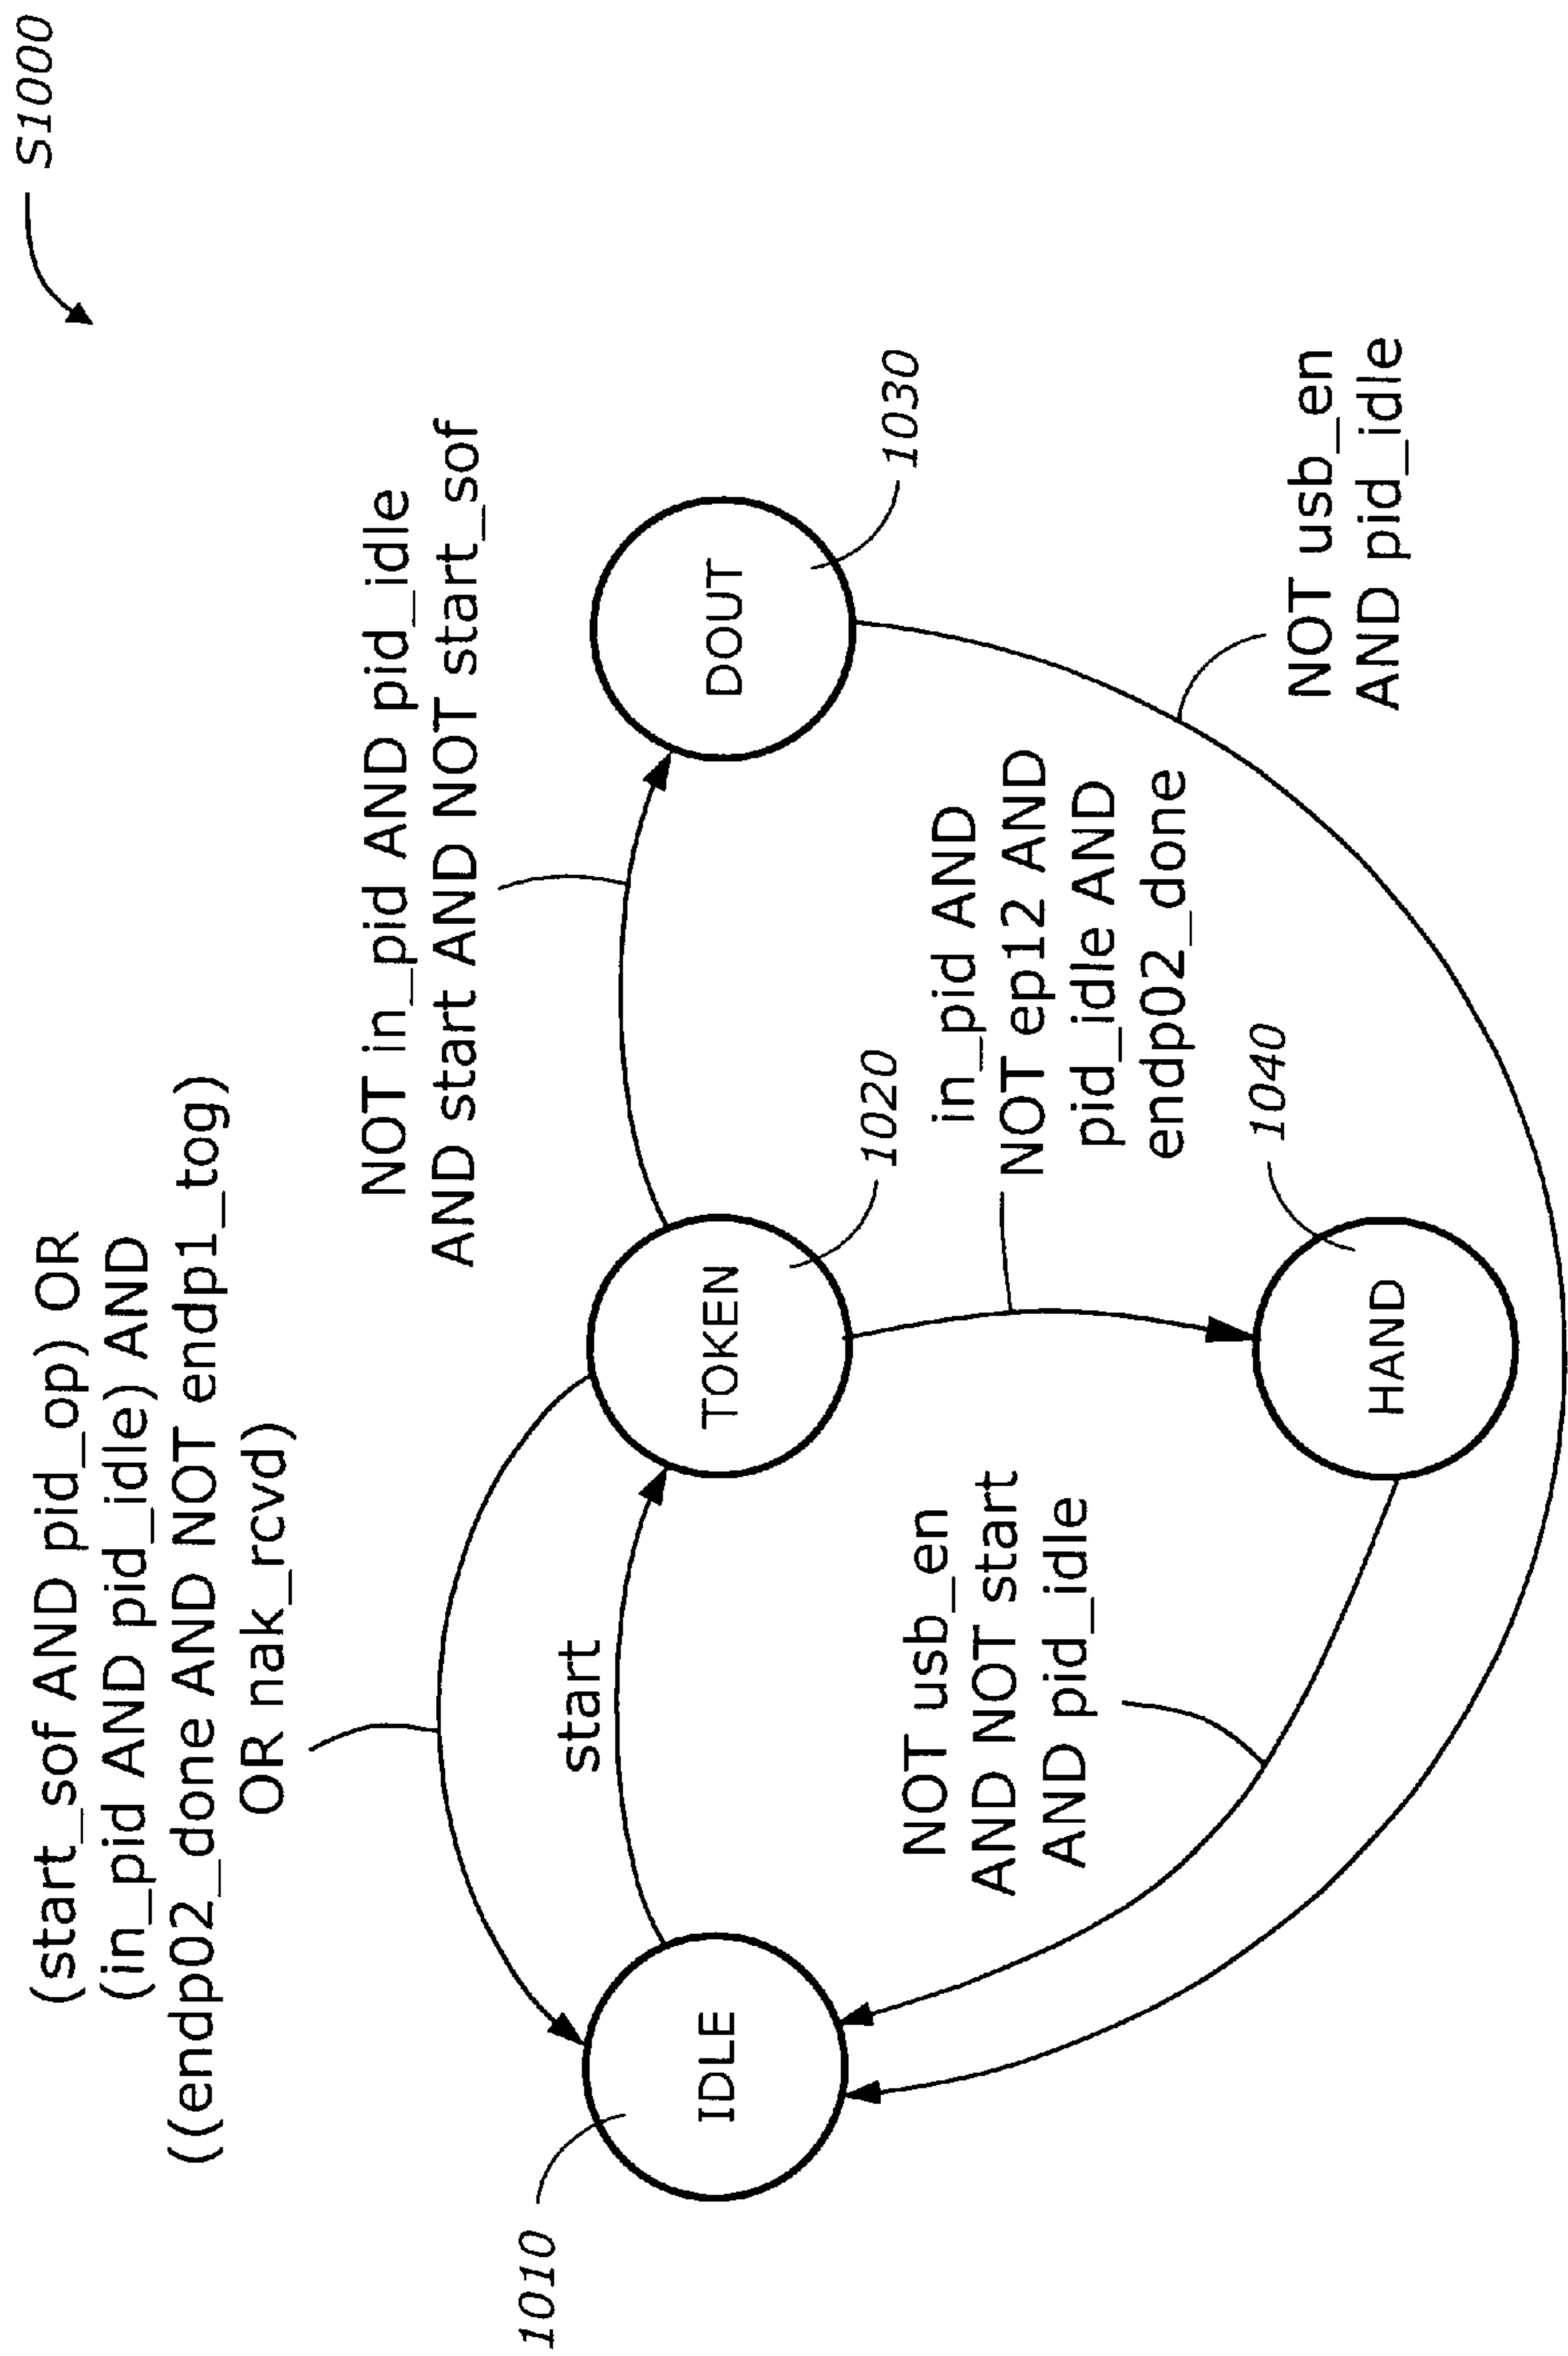 S1000
(start_sof AND pid_op) OR
(in_pid AND pid_idle) AND
((endp02_done AND NOT endp1_tog)
OR nak_rcvd)
NOT in_pid AND pid_idle
AND start AND NOT start_sof
start
1010
IDLE
TOKEN
1020
DOUT
1030
NOT usb_en
AND NOT start
AND pid_idle
in_pid AND
NOT ep12 AND
pid_idle AND
endp02_done
HAND
1040
NOT usb_en
AND pid_idle